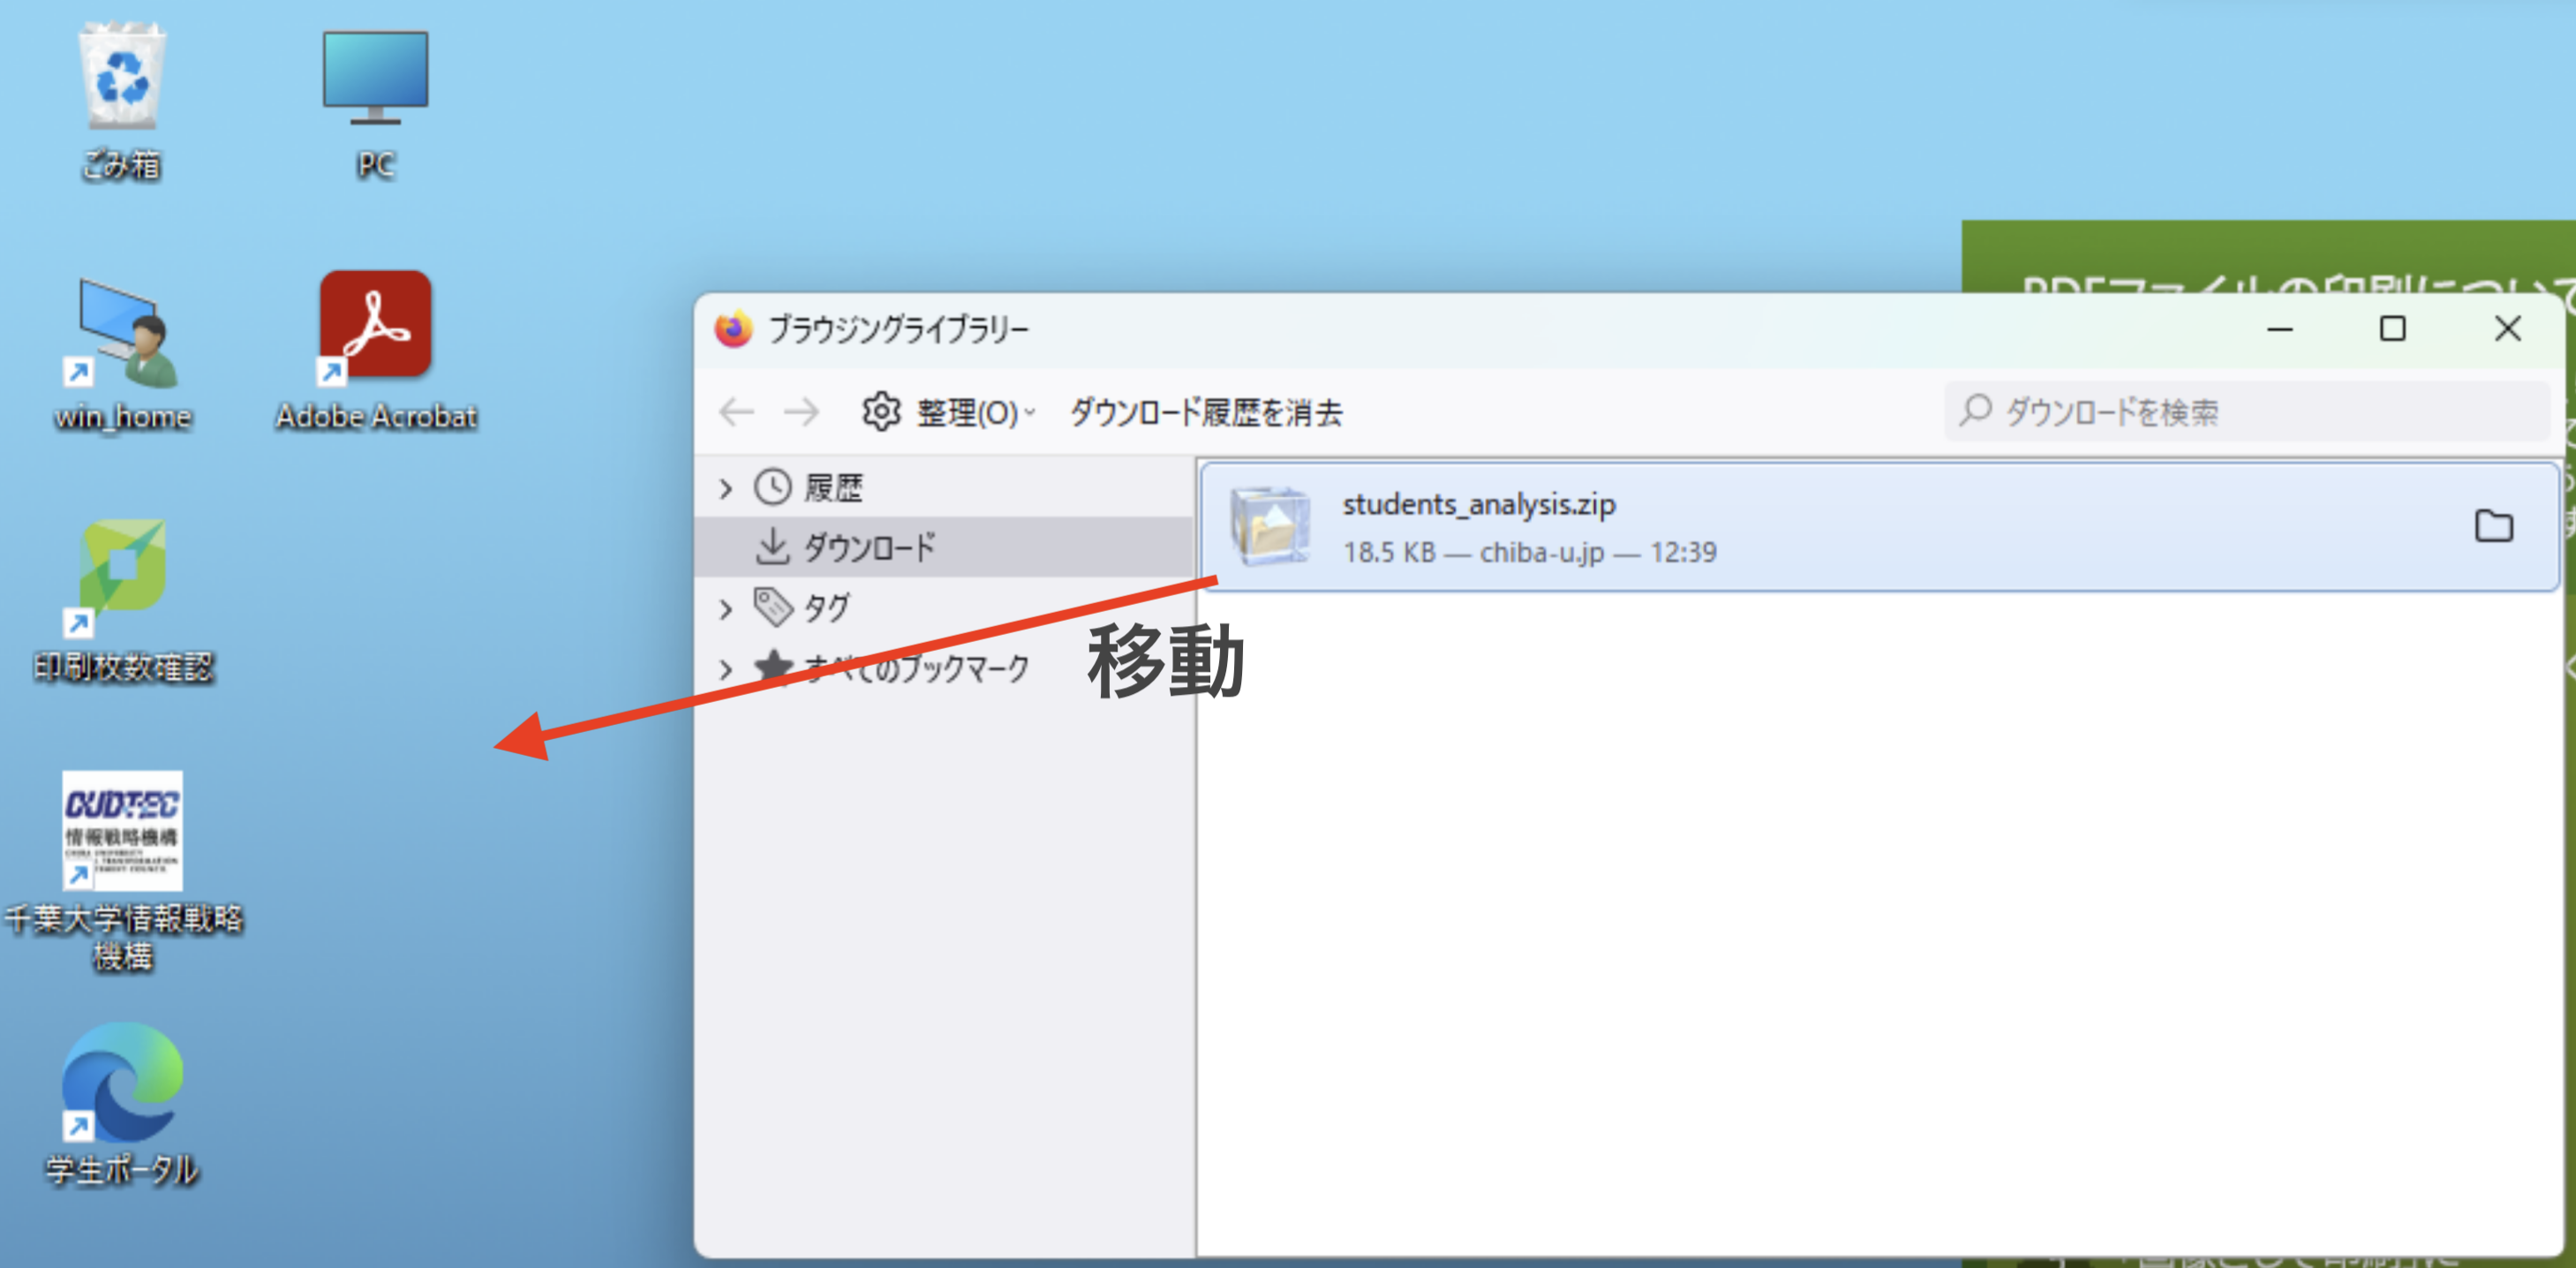 ごみ箱
PC
win_home
Adobe Acrobat
印刷枚数確認
CUDTEC
情報戦略機構
千葉大学情報戦略
機構
学生ポータル
PDFファイルの印刷について
ブラウジングライブラリー
整理(O)
ダウンロード履歴を消去
ダウンロードを検索
履歴
ダウンロード
タグ
すべてのブックマーク
students_analysis.zip
18.5 KB — chiba-u.jp — 12:39
移動